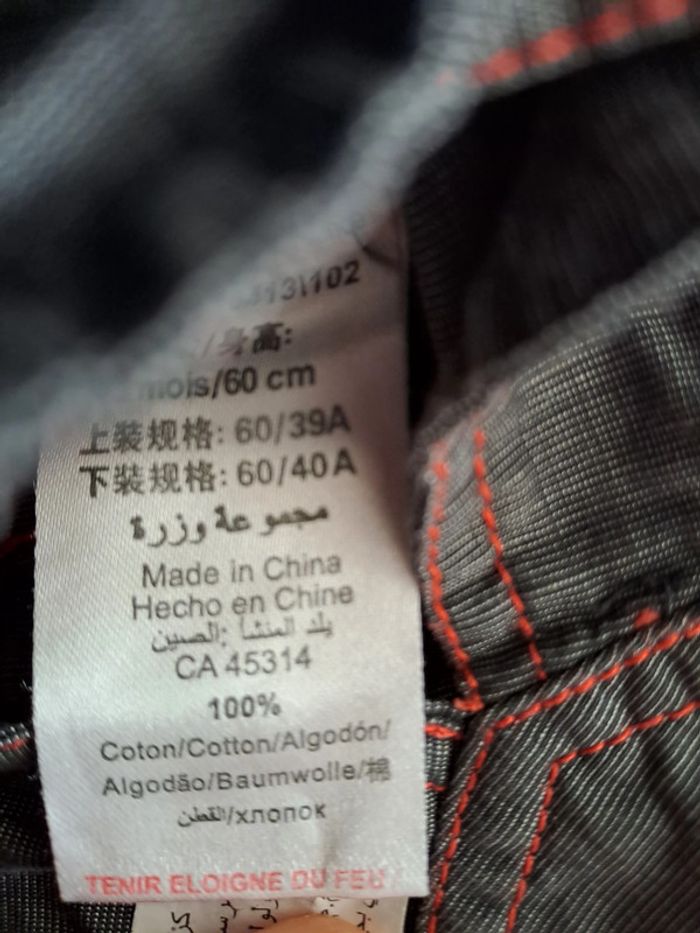 13\102
/身高:
mois/60 cm
上装规格: 60/39A
下装规格: 60/40A
مجموعة وزرة
Made in China
Hecho en Chine
بلد المنشأ: الصين
CA 45314
100%
Coton/Cotton/Algodón/
Algodão/Baumwolle/棉
القطن/хлопок
TENIR ELOIGNE DU FEU